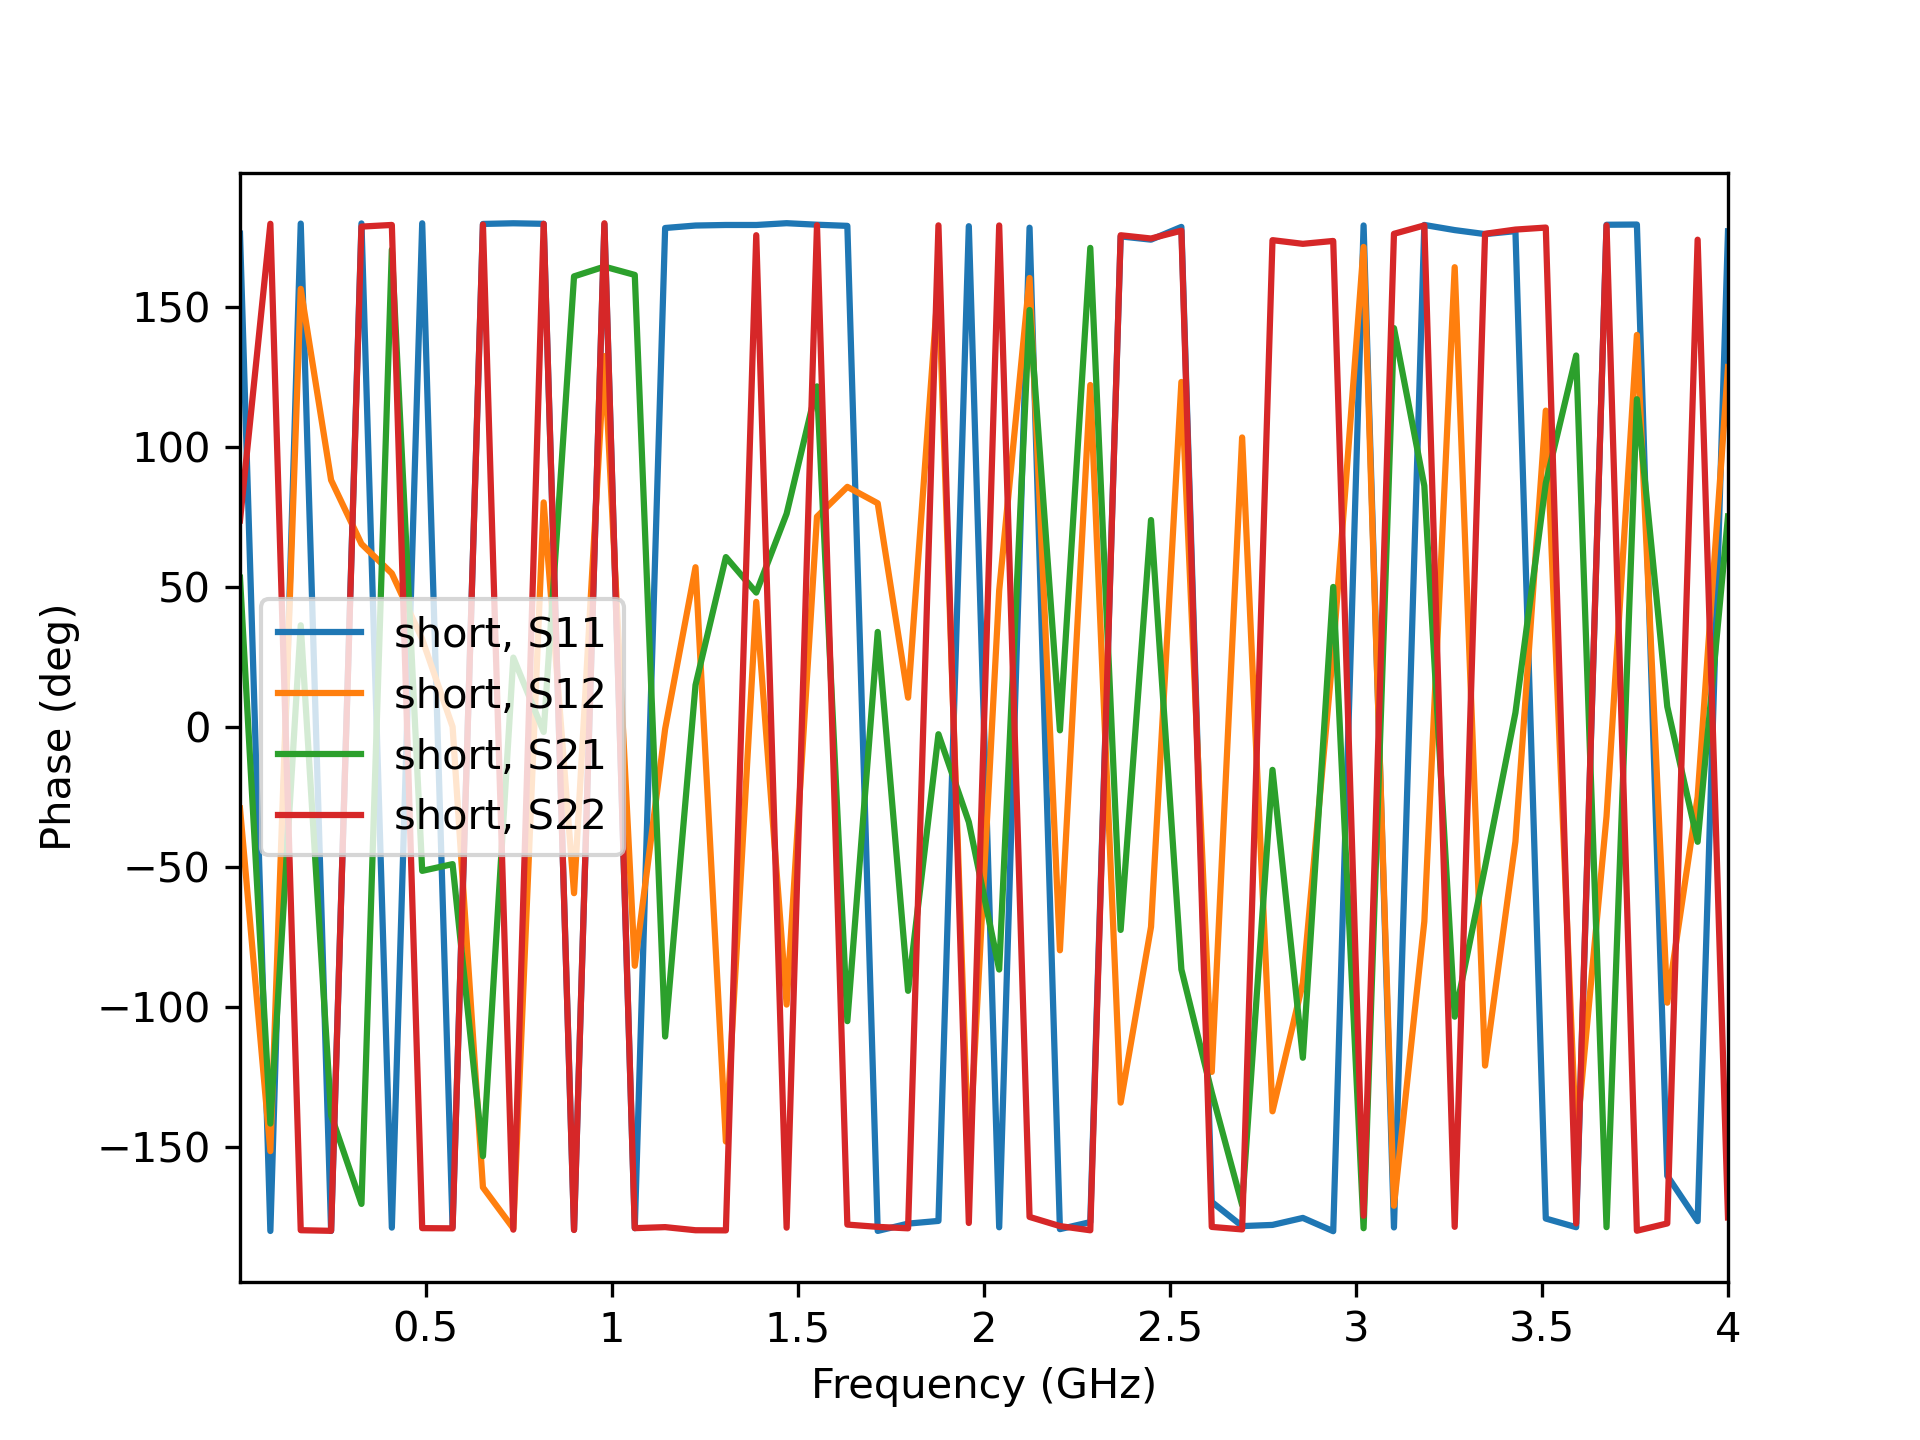 Phase (deg)
150
100
50
0
−50
−100
−150
short, S11
short, S12
short, S21
short, S22
0.5 1 1.5 2 2.5 3 3.5 4
Frequency (GHz)